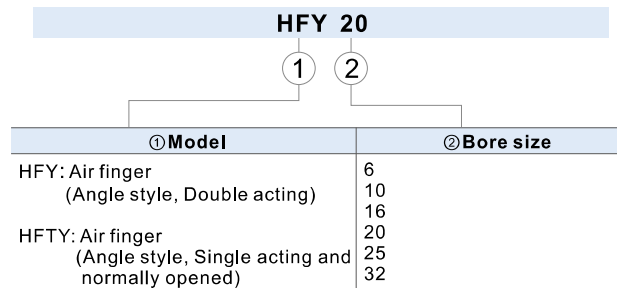 HFY 20
① ②
①Model ②Bore size
HFY: Air finger
(Angle style, Double acting)
HFTY: Air finger
(Angle style, Single acting and
normally opened)
6
10
16
20
25
32